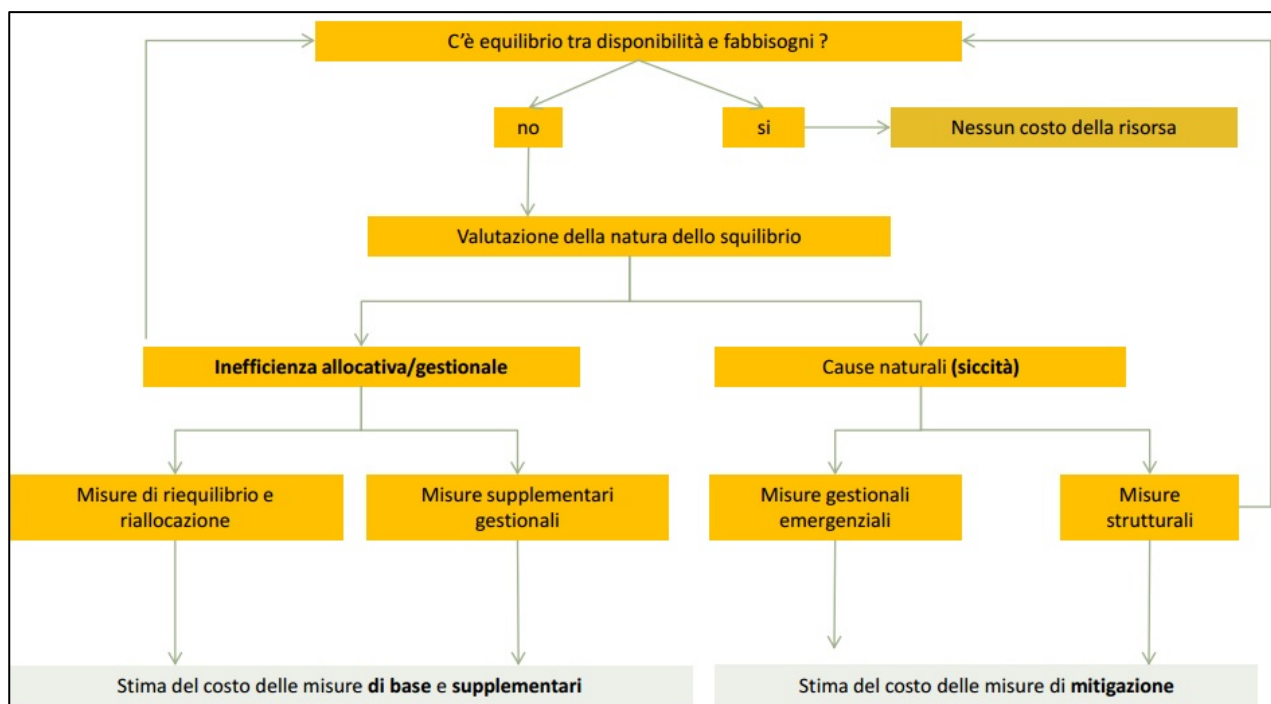 C'è equilibrio tra disponibilità e fabbisogni ?
no
si
Nessun costo della risorsa
Valutazione della natura dello squilibrio
Inefficienza allocativa/gestionale
Cause naturali (siccità)
Misure di riequilibrio e
riallocazione
Misure supplementari
gestionali
Misure gestionali
emergenziali
Misure
strutturali
Stima del costo delle misure di base e supplementari
Stima del costo delle misure di mitigazione